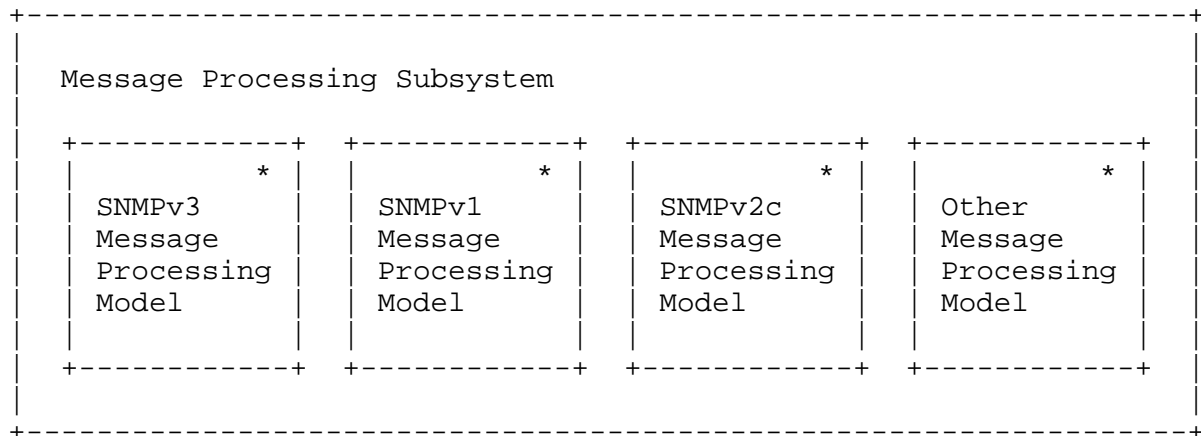 Message Processing Subsystem
* * * *
SNMPv3 SNMPv1 SNMPv2c Other
Message Message Message Message
Processing Processing Processing Processing
Model Model Model Model